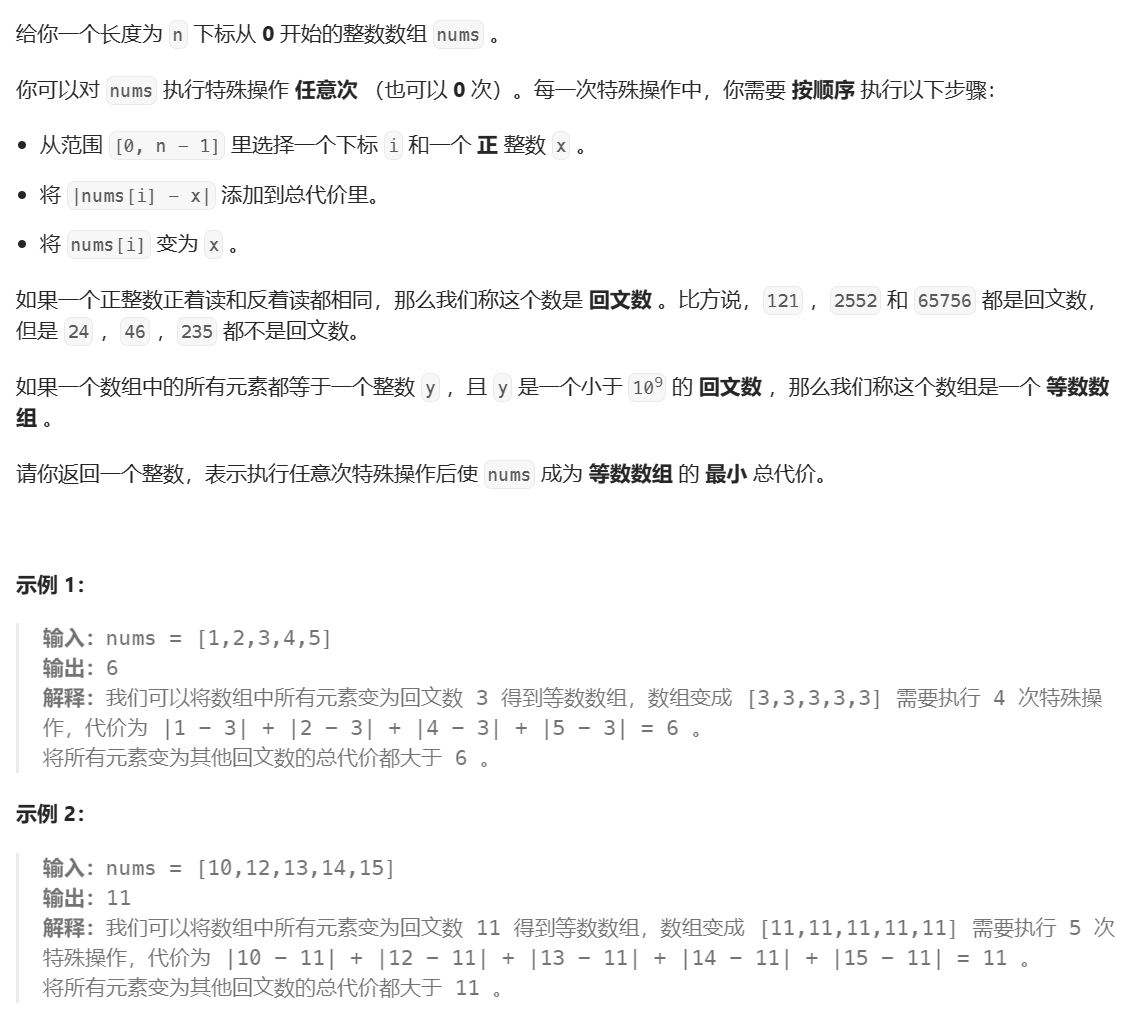 给你一个长度为 n 下标从 0 开始的整数数组 nums 。
你可以对 nums 执行特殊操作 任意次 （也可以 0 次）。每一次特殊操作中，你需要 按顺序 执行以下步骤：
• 从范围 [0, n - 1] 里选择一个下标 i 和一个 正 整数 x 。
• 将 |nums[i] - x| 添加到总代价里。
• 将 nums[i] 变为 x 。
如果一个正整数正着读和反着读都相同，那么我们称这个数是 回文数 。比方说，121 ，2552 和 65756 都是回文数，
但是 24 ，46 ，235 都不是回文数。
如果一个数组中的所有元素都等于一个整数 y ，且 y 是一个小于 10⁹ 的 回文数 ，那么我们称这个数组是一个 等数数
组 。
请你返回一个整数，表示执行任意次特殊操作后使 nums 成为 等数数组 的 最小 总代价。
示例 1：
输入：nums = [1,2,3,4,5]
输出：6
解释：我们可以将数组中所有元素变为回文数 3 得到等数数组，数组变成 [3,3,3,3,3] 需要执行 4 次特殊操
作，代价为 |1 - 3| + |2 - 3| + |4 - 3| + |5 - 3| = 6 。
将所有元素变为其他回文数的总代价都大于 6 。
示例 2：
输入：nums = [10,12,13,14,15]
输出：11
解释：我们可以将数组中所有元素变为回文数 11 得到等数数组，数组变成 [11,11,11,11,11] 需要执行 5 次
特殊操作，代价为 |10 - 11| + |12 - 11| + |13 - 11| + |14 - 11| + |15 - 11| = 11 。
将所有元素变为其他回文数的总代价都大于 11 。